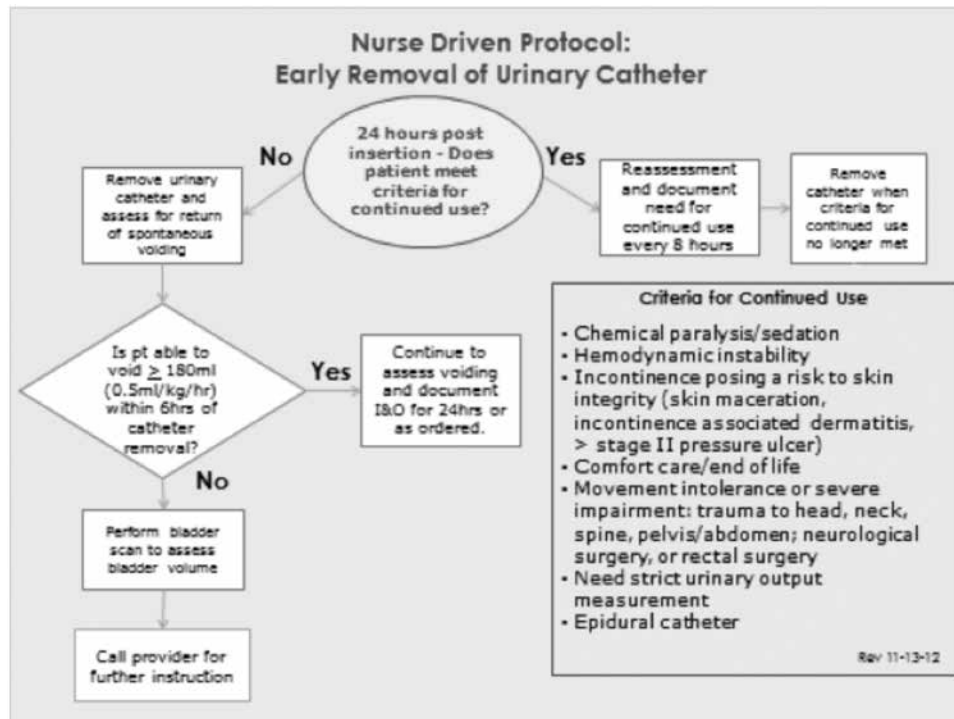 Nurse Driven Protocol:
Early Removal of Urinary Catheter
24 hours post
insertion - Does
patient meet
criteria for
continued use?
No
Yes
Remove urinary
catheter and
assess for return
of spontaneous
voiding
Reassessment
and document
need for
continued use
every 8 hours
Remove
catheter when
criteria for
continued use
no longer met
Is pt able to
void ≥ 180ml
(0.5ml/kg/hr)
within 6hrs of
catheter
removal?
Yes
Continue to
assess voiding
and document
I&O for 24hrs or
as ordered.
No
Perform bladder
scan to assess
bladder volume
Call provider for
further instruction
Criteria for Continued Use
• Chemical paralysis/sedation
• Hemodynamic instability
• Incontinence posing a risk to skin
integrity (skin maceration,
incontinence associated dermatitis,
> stage II pressure ulcer)
• Comfort care/end of life
• Movement intolerance or severe
impairment: trauma to head, neck,
spine, pelvis/abdomen; neurological
surgery, or rectal surgery
• Need strict urinary output
measurement
• Epidural catheter
Rev 11-13-12